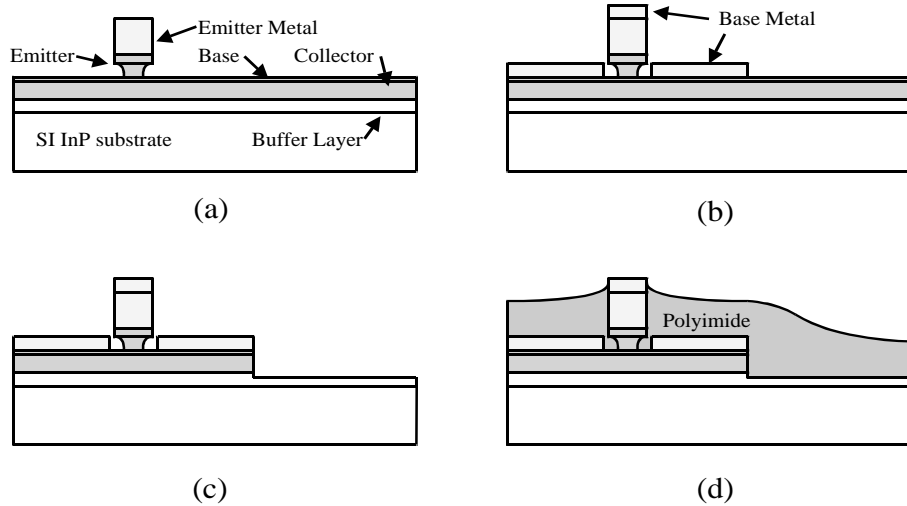 Emitter Metal
Base Metal
Emitter
Base
Collector
SI InP substrate
Buffer Layer
(a)
(b)
Polyimide
(c)
(d)